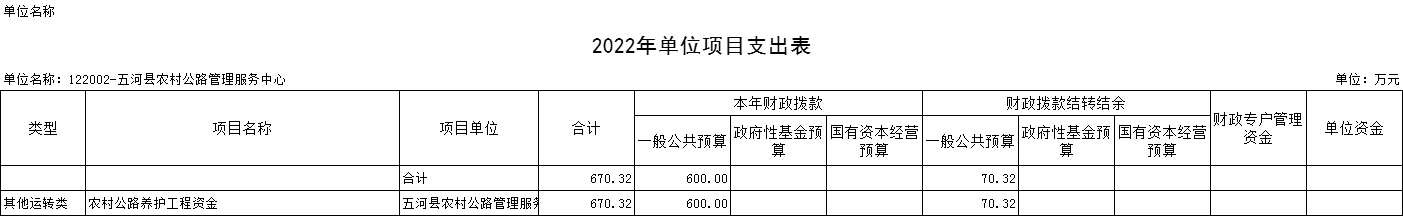 单位名称
2022年单位项目支出表
单位名称：122002-五河县农村公路管理服务中心 单位：万元
类型 项目名称 项目单位 合计 本年财政拨款 财政拨款结转结余 财政专户管理资金 单位资金
一般公共预算 政府性基金预算 国有资本经营预算 一般公共预算 政府性基金预算 国有资本经营预算
合计 670.32 600.00 70.32
其他运转类 农村公路养护工程资金 五河县农村公路管理服务 670.32 600.00 70.32